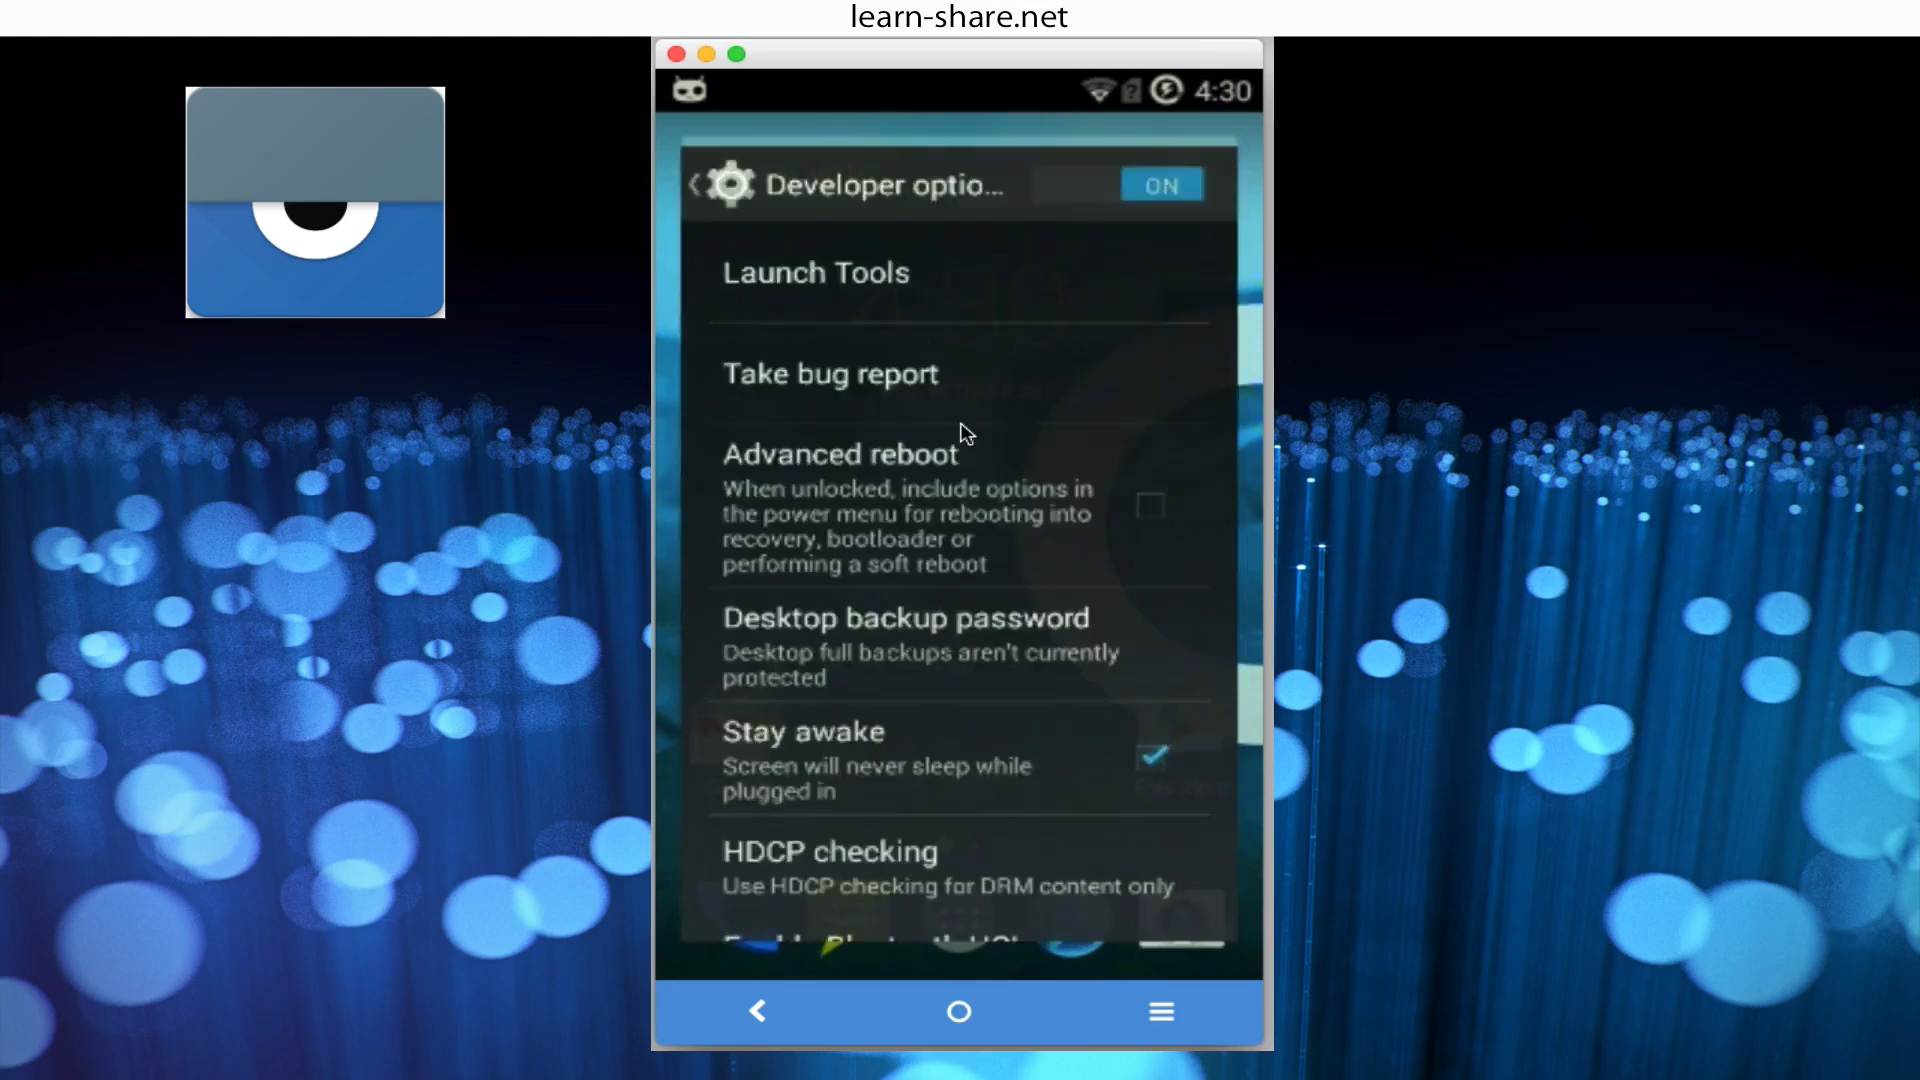 learn-share.net
4:30
Developer optio...
ON
Launch Tools
Take bug report
Advanced reboot
When unlocked, include options in
the power menu for rebooting into
recovery, bootloader or
performing a soft reboot
Desktop backup password
Desktop full backups aren't currently
protected
Stay awake
Screen will never sleep while
plugged in
HDCP checking
Use HDCP checking for DRM content only